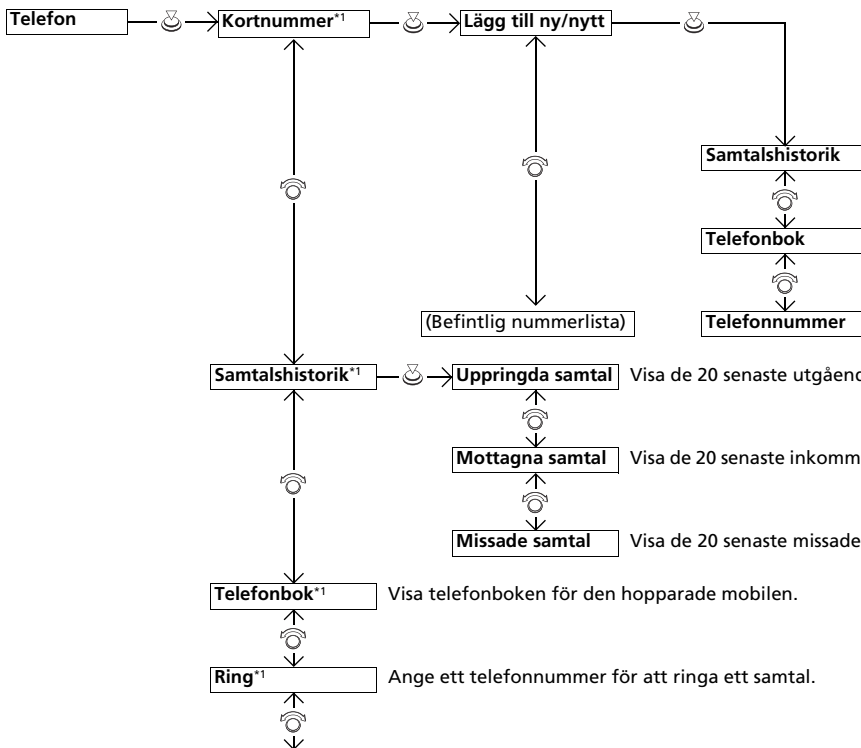 Telefon
Kortnummer*1
Lägg till ny/nytt
Samtalshistorik
Telefonbok
(Befintlig nummerlista)
Telefonnummer
Samtalshistorik*1
Uppringda samtal
Visa de 20 senaste
Mottagna samtal
Visa de 20 senaste
Missade samtal
Visa de 20 senaste missade
Telefonbok*1
Visa telefonboken för den hopparade mobilen.
Ring*1
Ange ett telefonnummer för att ringa ett samtal.